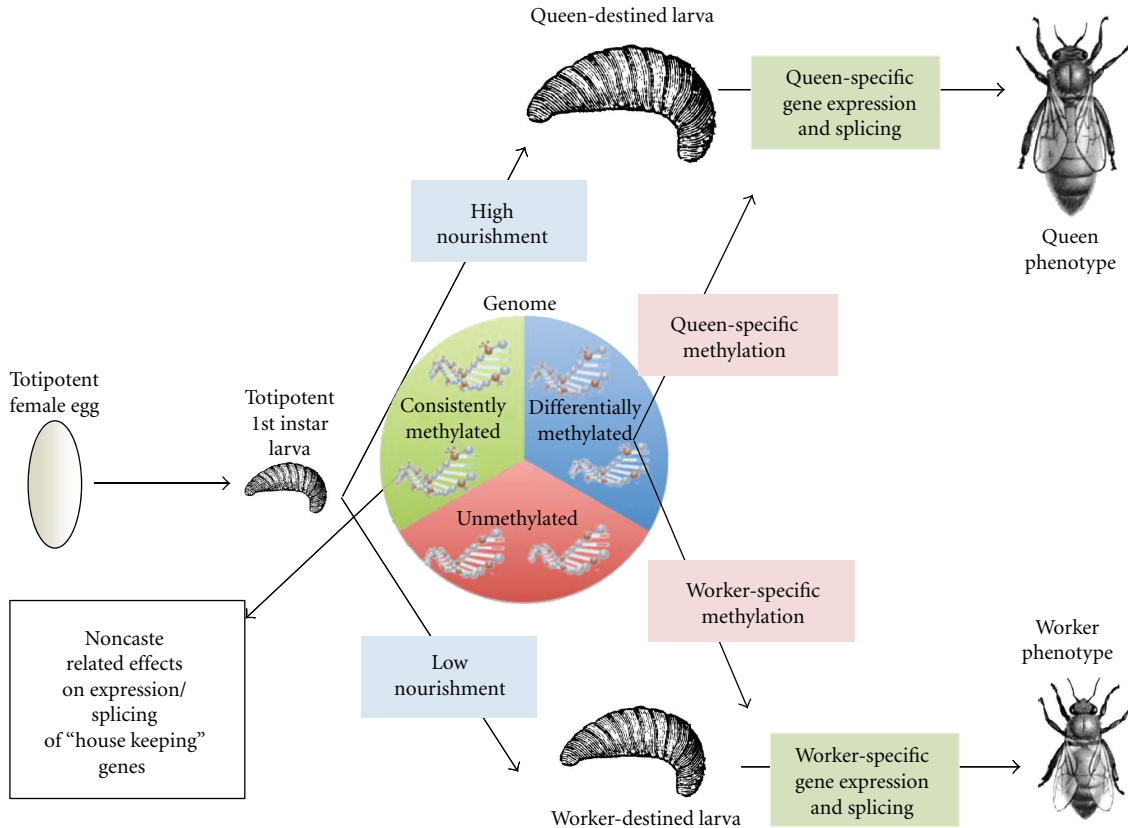 Queen-destined larva
Queen-specific
gene expression
and splicing
Queen
phenotype
High
nourishment
Genome
Queen-specific
methylation
Totipotent
female egg
Totipotent
1st instar
larva
Consistently
methylated
Differentially
methylated
Unmethylated
Worker-specific
methylation
Noncaste
related effects
on expression/
splicing
of “house keeping”
genes
Low
nourishment
Worker
phenotype
Worker-specific
gene expression
and splicing
Worker-destined larva